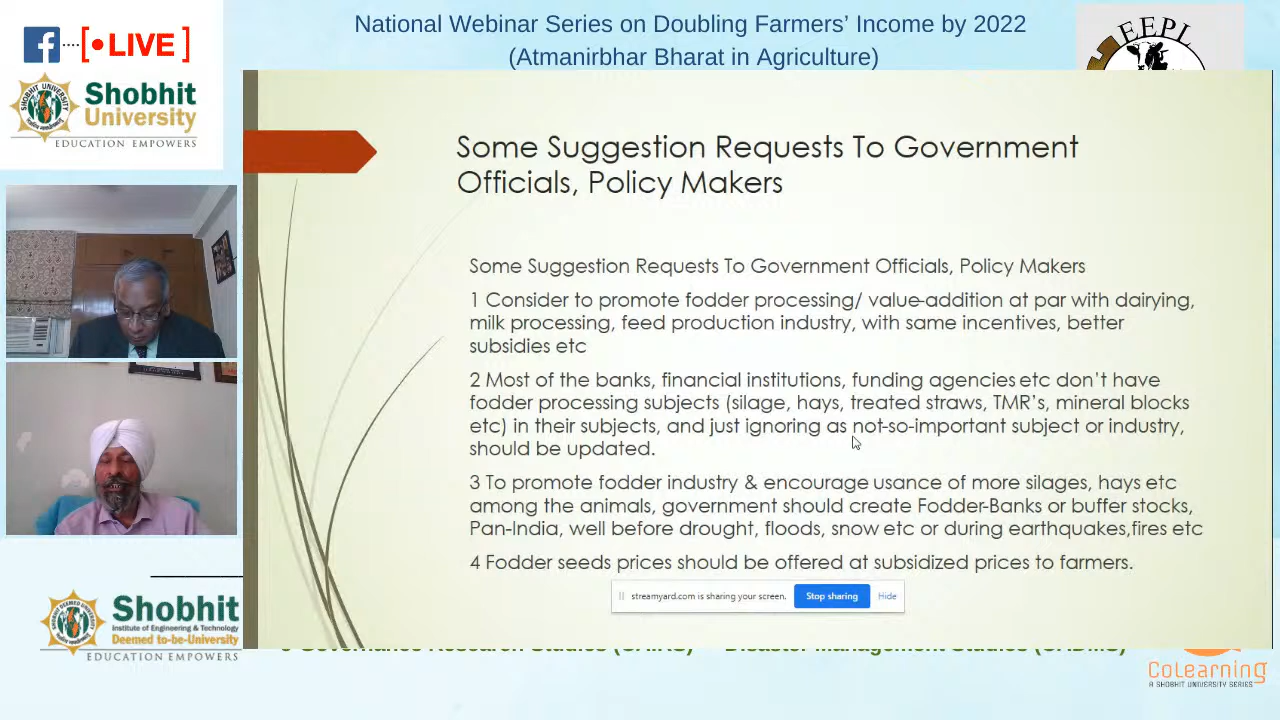 National Webinar Series on Doubling Farmers' Income by 2022
(Atmanirbhar Bharat in Agriculture)
f
LIVE
EEPL
SHOBHIT UNIVERSITY
Shobhit
University
EDUCATION EMPOWERS
Some Suggestion Requests To Government
Officials, Policy Makers
Some Suggestion Requests To Government Officials, Policy Makers
1 Consider to promote fodder processing/ value-addition at par with dairying,
milk processing, feed production industry, with same incentives, better
subsidies etc
2 Most of the banks, financial institutions, funding agencies etc don't have
fodder processing subjects (silage, hays, treated straws, TMR's, mineral blocks
etc) in their subjects, and just ignoring as not-so-important subject or industry,
should be updated.
3 To promote fodder industry & encourage usance of more silages, hays etc
among the animals, government should create Fodder-Banks or buffer stocks,
Pan-India, well before drought, floods, snow etc or during earthquakes,fires etc
4 Fodder seeds prices should be offered at subsidized prices to farmers.
streamyard.com is sharing your screen.
Stop sharing
Hide
Shobhit
Institute of Engineering & Technology
Deemed to-be-University
EDUCATION EMPOWERS
CoLearning
A SHOBHIT UNIVERSITY SERIES